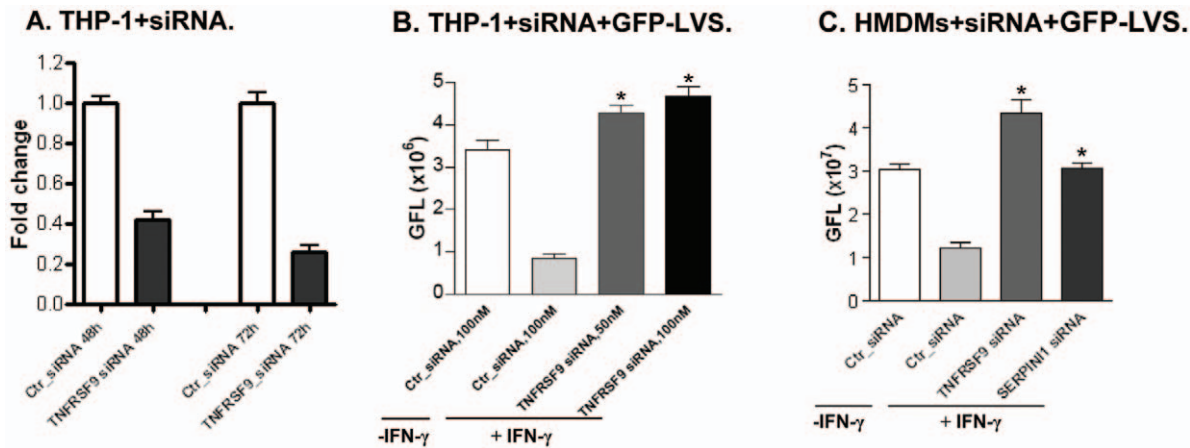 A. THP-1+siRNA.
Fold change
1.2
1.0
0.8
0.6
0.4
0.2
0.0
Ctr_siRNA 48h
TNFRSF9 siRNA 48h
Ctr_siRNA 72h
TNFRSF9_siRNA 72h
B. THP-1+siRNA+GFP-LVS.
GFL (x10⁶)
5
4
3
2
1
0
*
*
Ctr_siRNA,100nM
Ctr_siRNA,100nM
TNFRSF9 siRNA,50nM
TNFRSF9 siRNA,100nM
-IFN-γ
+ IFN-γ
C. HMDMs+siRNA+GFP-LVS.
GFL (x10⁷)
5
4
3
2
1
0
*
*
Ctr_siRNA
Ctr_siRNA
TNFRSF9 siRNA
SERPINI1 siRNA
-IFN-γ
+ IFN-γ